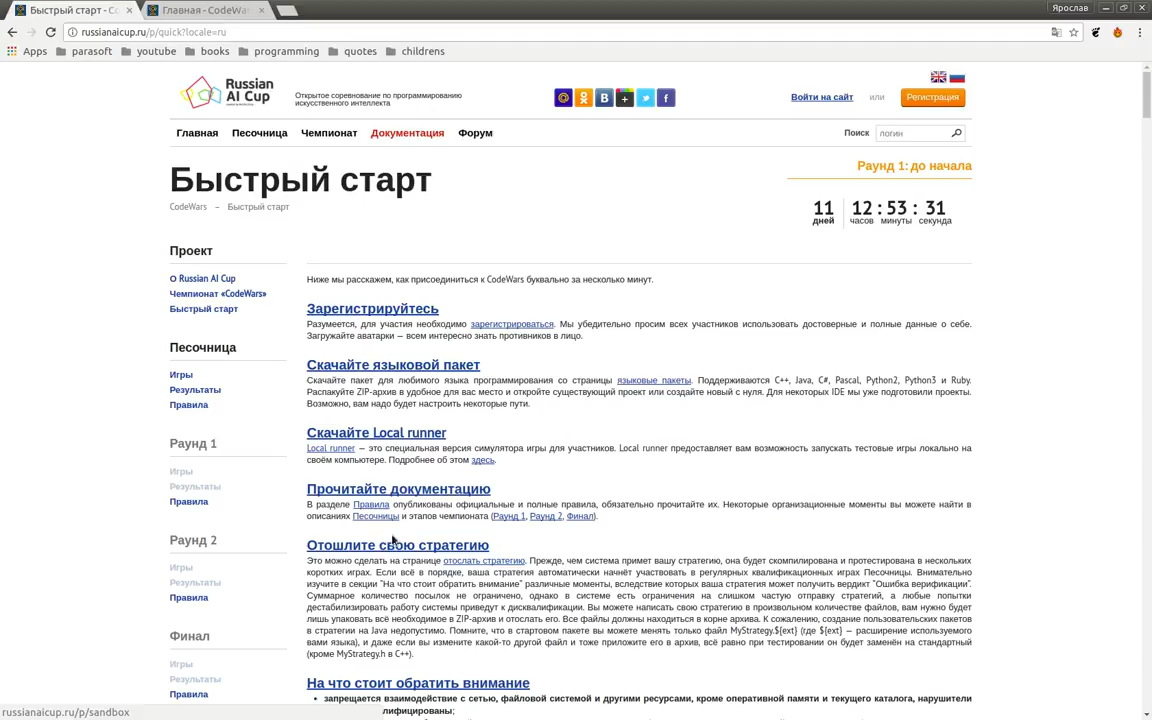 Быстрый старт - Co
Главная - CodeWar
Ярослав
russianaicup.ru/p/quick?locale=ru
Apps
parasoft
youtube
books
programming
quotes
childrens
Russian
AI Cup
Открытое соревнование по программированию
искусственного интеллекта
Войти на сайт
или
Регистрация
Главная
Песочница
Чемпионат
Документация
Форум
Поиск
логин
Быстрый старт
CodeWars – Быстрый старт
Раунд 1: до начала
11 12 : 53 : 31
дней часов минуты секунда
Проект
О Russian AI Cup
Чемпионат «CodeWars»
Быстрый старт
Песочница
Игры
Результаты
Правила
Раунд 1
Игры
Результаты
Правила
Раунд 2
Игры
Результаты
Правила
Финал
Игры
Результаты
Правила
Ниже мы расскажем, как присоединиться к CodeWars буквально за несколько минут.
Зарегистрируйтесь
Разумеется, для участия необходимо зарегистрироваться. Мы убедительно просим всех участников использовать достоверные и полные данные о себе.
Загружайте аватарки — всем интересно знать противников в лицо.
Скачайте языковой пакет
Скачайте пакет для любимого языка программирования со страницы языковые пакеты. Поддерживаются C++, Java, C#, Pascal, Python2, Python3 и Ruby.
Распакуйте ZIP-архив в удобное для вас место и откройте существующий проект или создайте новый с нуля. Для некоторых IDE мы уже подготовили проекты.
Возможно, вам надо будет настроить некоторые пути.
Скачайте Local runner
Local runner — это специальная версия симулятора игры для участников. Local runner предоставляет вам возможность запускать тестовые игры локально на
своём компьютере. Подробнее об этом здесь.
Прочитайте документацию
В разделе Правила опубликованы официальные и полные правила, обязательно прочитайте их. Некоторые организационные моменты вы можете найти в
описаниях Песочницы и этапов чемпионата (Раунд 1, Раунд 2, Финал).
Отошлите свою стратегию
Это можно сделать на странице отослать стратегию. Прежде, чем система примет вашу стратегию, она будет скомпилирована и протестирована в нескольких
коротких играх. Если всё в порядке, ваша стратегия автоматически начнёт участвовать в регулярных квалификационных играх Песочницы. Внимательно
изучите в секции "На что стоит обратить внимание" различные моменты, вследствие которых ваша стратегия может получить вердикт "Ошибка верификации".
Суммарное количество посылок не ограничено, однако в системе есть ограничения на слишком частую отправку стратегий, а любые попытки
дестабилизировать работу системы приведут к дисквалификации. Вы можете написать свою стратегию в произвольном количестве файлов, вам нужно будет
лишь упаковать всё необходимое в ZIP-архив и отослать его. Все файлы должны находиться в корне архива. К сожалению, создание пользовательских пакетов
в стратегии на Java недопустимо. Помните, что в стартовом пакете вы можете менять только файл MyStrategy.${ext} (где ${ext} — расширение используемого
вами языка), и даже если вы измените какой-то другой файл и тоже приложите его в архив, всё равно при тестировании он будет заменён на стандартный
(кроме MyStrategy.h в C++).
На что стоит обратить внимание
запрещается взаимодействие с сетью, файловой системой и другими ресурсами, кроме оперативной памяти и текущего каталога, нарушители
лифицированы;
russianaicup.ru/p/sandbox